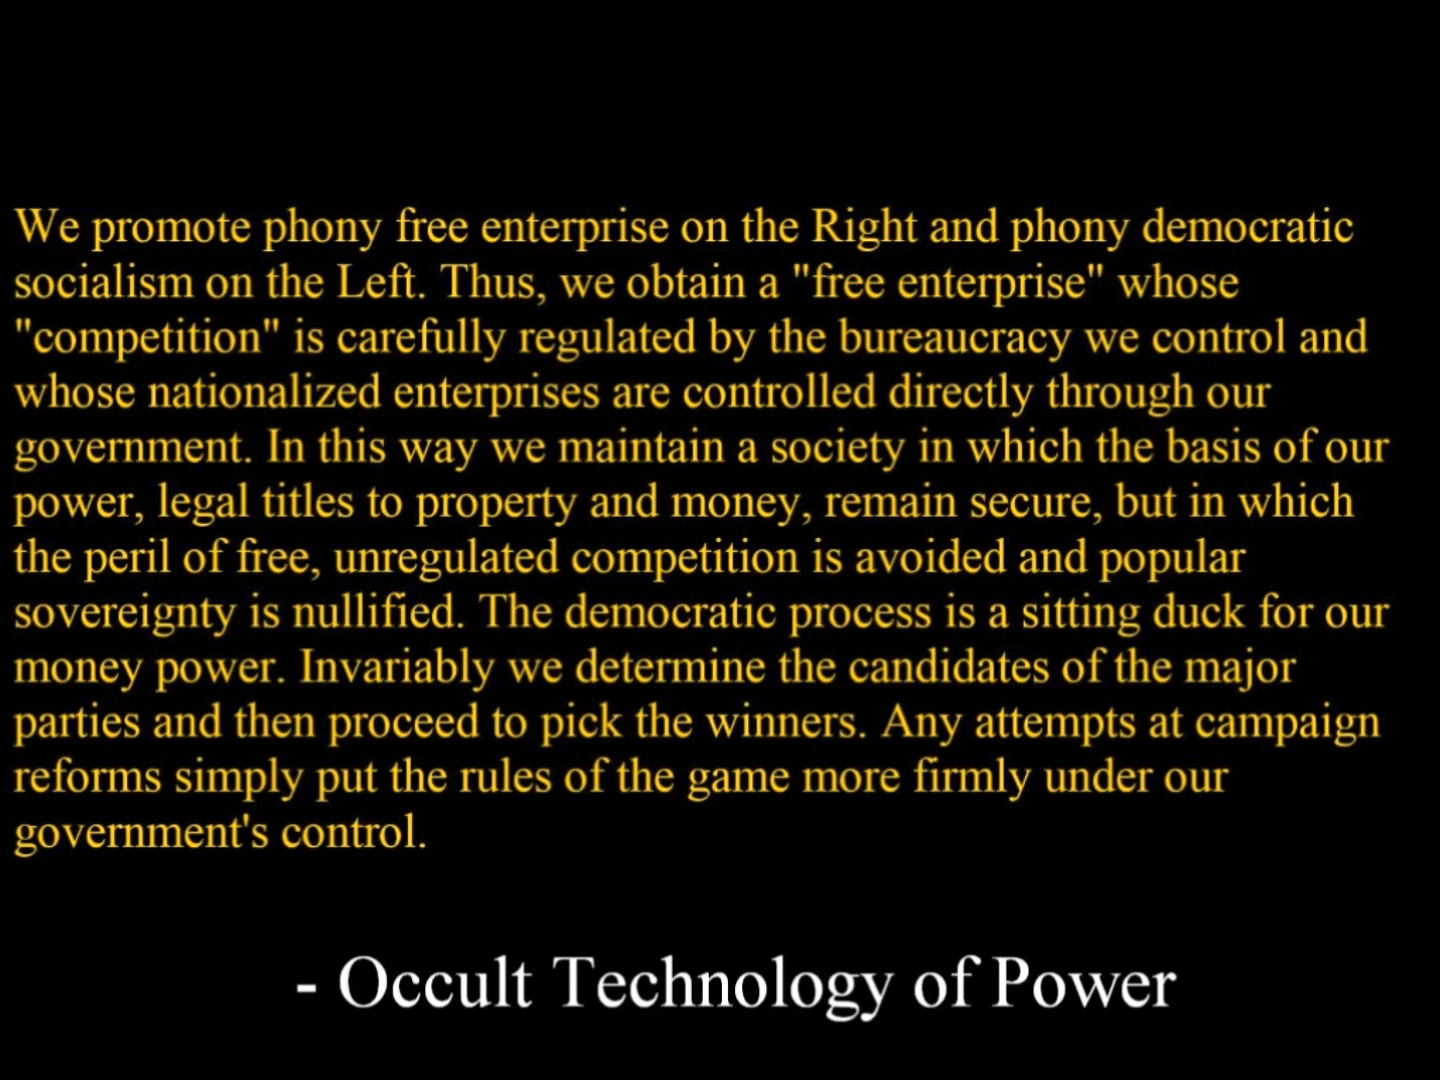 We promote phony free enterprise on the Right and phony democratic
socialism on the Left. Thus, we obtain a "free enterprise" whose
"competition" is carefully regulated by the bureaucracy we control and
whose nationalized enterprises are controlled directly through our
government. In this way we maintain a society in which the basis of our
power, legal titles to property and money, remain secure, but in which
the peril of free, unregulated competition is avoided and popular
sovereignty is nullified. The democratic process is a sitting duck for our
money power. Invariably we determine the candidates of the major
parties and then proceed to pick the winners. Any attempts at campaign
reforms simply put the rules of the game more firmly under our
government's control.
- Occult Technology of Power